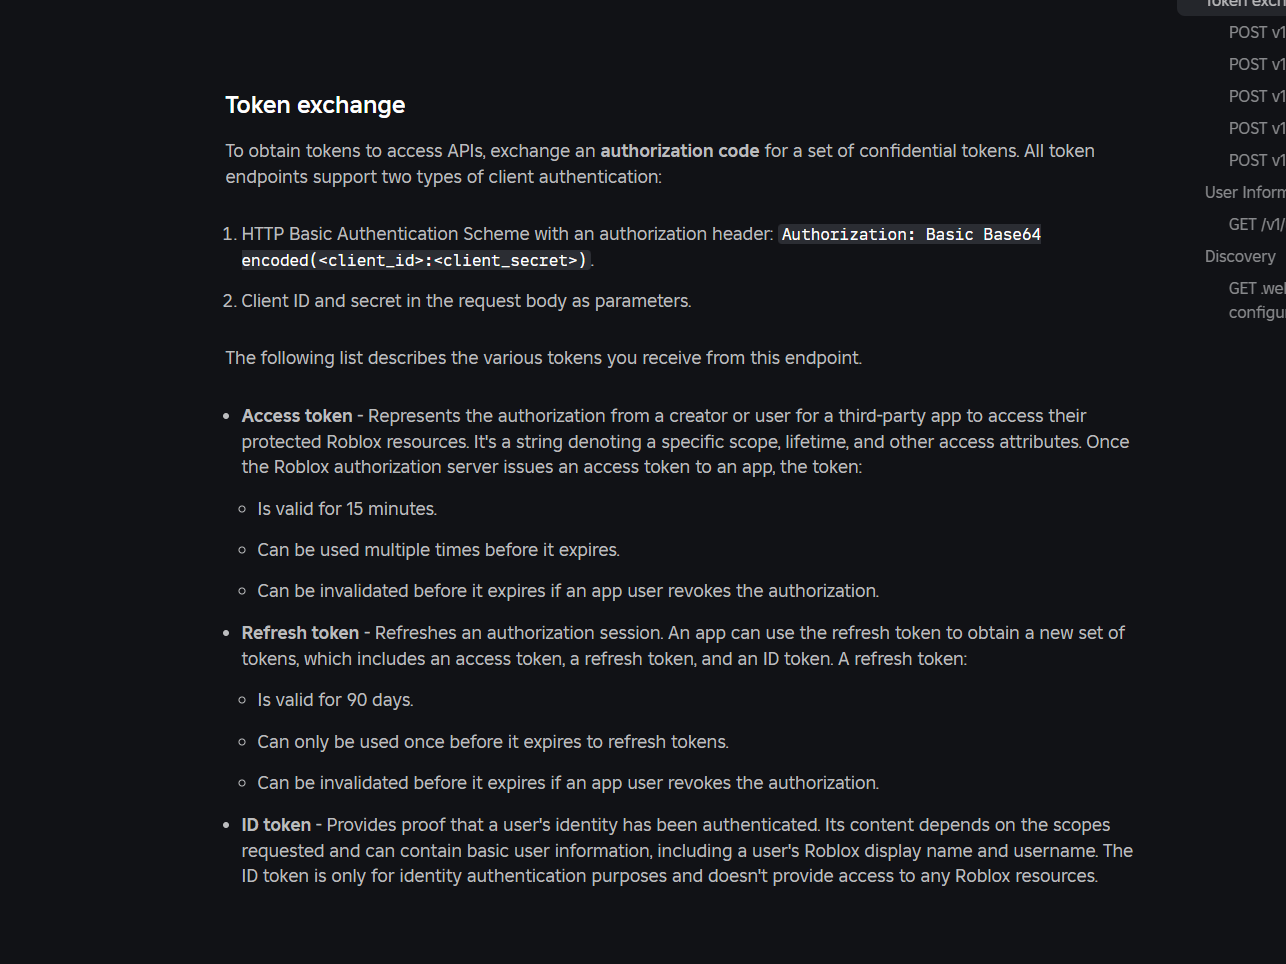 Token exchange
To obtain tokens to access APIs, exchange an authorization code for a set of confidential tokens. All token
endpoints support two types of client authentication:
1. HTTP Basic Authentication Scheme with an authorization header: Authorization: Basic Base64
encoded(<client_id>:<client_secret>).
2. Client ID and secret in the request body as parameters.
The following list describes the various tokens you receive from this endpoint.
• Access token - Represents the authorization from a creator or user for a third-party app to access their
protected Roblox resources. It's a string denoting a specific scope, lifetime, and other access attributes. Once
the Roblox authorization server issues an access token to an app, the token:
◦ Is valid for 15 minutes.
◦ Can be used multiple times before it expires.
◦ Can be invalidated before it expires if an app user revokes the authorization.
• Refresh token - Refreshes an authorization session. An app can use the refresh token to obtain a new set of
tokens, which includes an access token, a refresh token, and an ID token. A refresh token:
◦ Is valid for 90 days.
◦ Can only be used once before it expires to refresh tokens.
◦ Can be invalidated before it expires if an app user revokes the authorization.
• ID token - Provides proof that a user's identity has been authenticated. Its content depends on the scopes
requested and can contain basic user information, including a user's Roblox display name and username. The
ID token is only for identity authentication purposes and doesn't provide access to any Roblox resources.
Token exch
POST v1
POST v1
POST v1
POST v1
POST v1
User Inform
GET /v1/
Discovery
GET .wel
configu